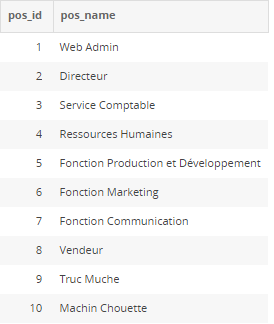 pos_id pos_name
1 Web Admin
2 Directeur
3 Service Comptable
4 Ressources Humaines
5 Fonction Production et Développement
6 Fonction Marketing
7 Fonction Communication
8 Vendeur
9 Truc Muche
10 Machin Chouette